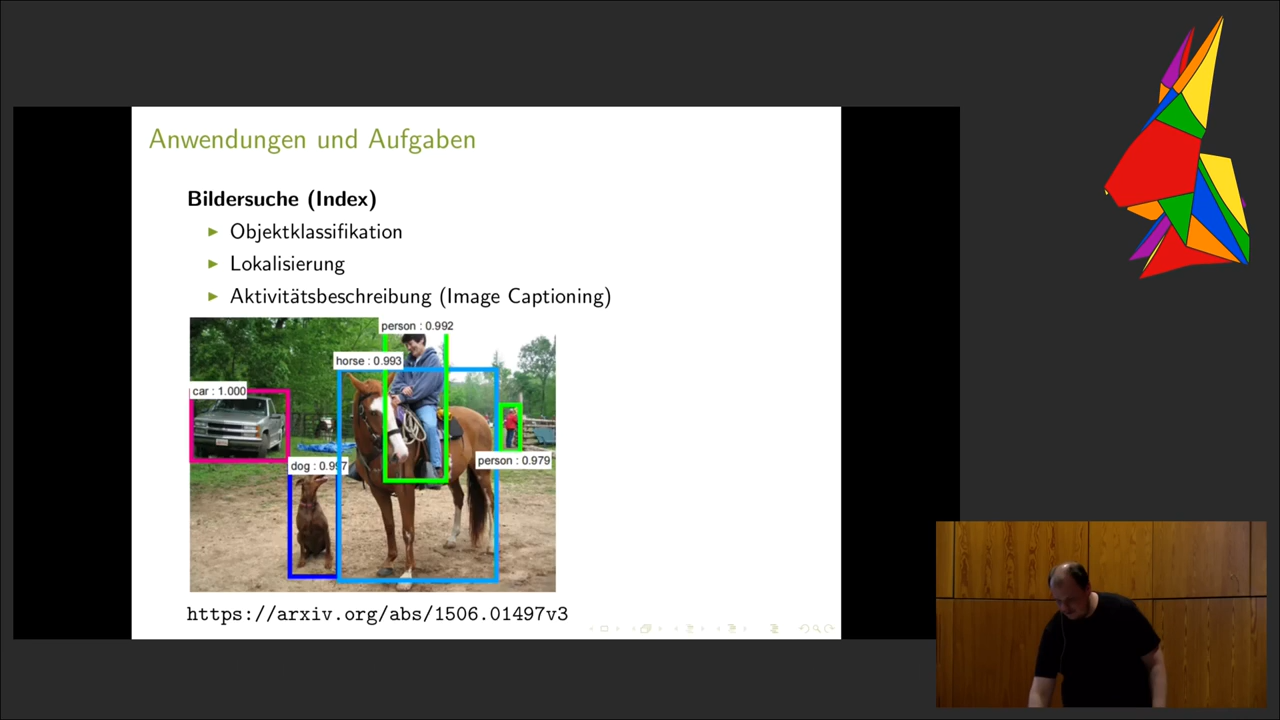 Anwendungen und Aufgaben
Bildersuche (Index)
Objektklassifikation
Lokalisierung
Aktivitätsbeschreibung (Image Captioning)
person : 0.992
horse : 0.993
car : 1.000
person : 0.979
dog : 0.997
https://arxiv.org/abs/1506.01497v3